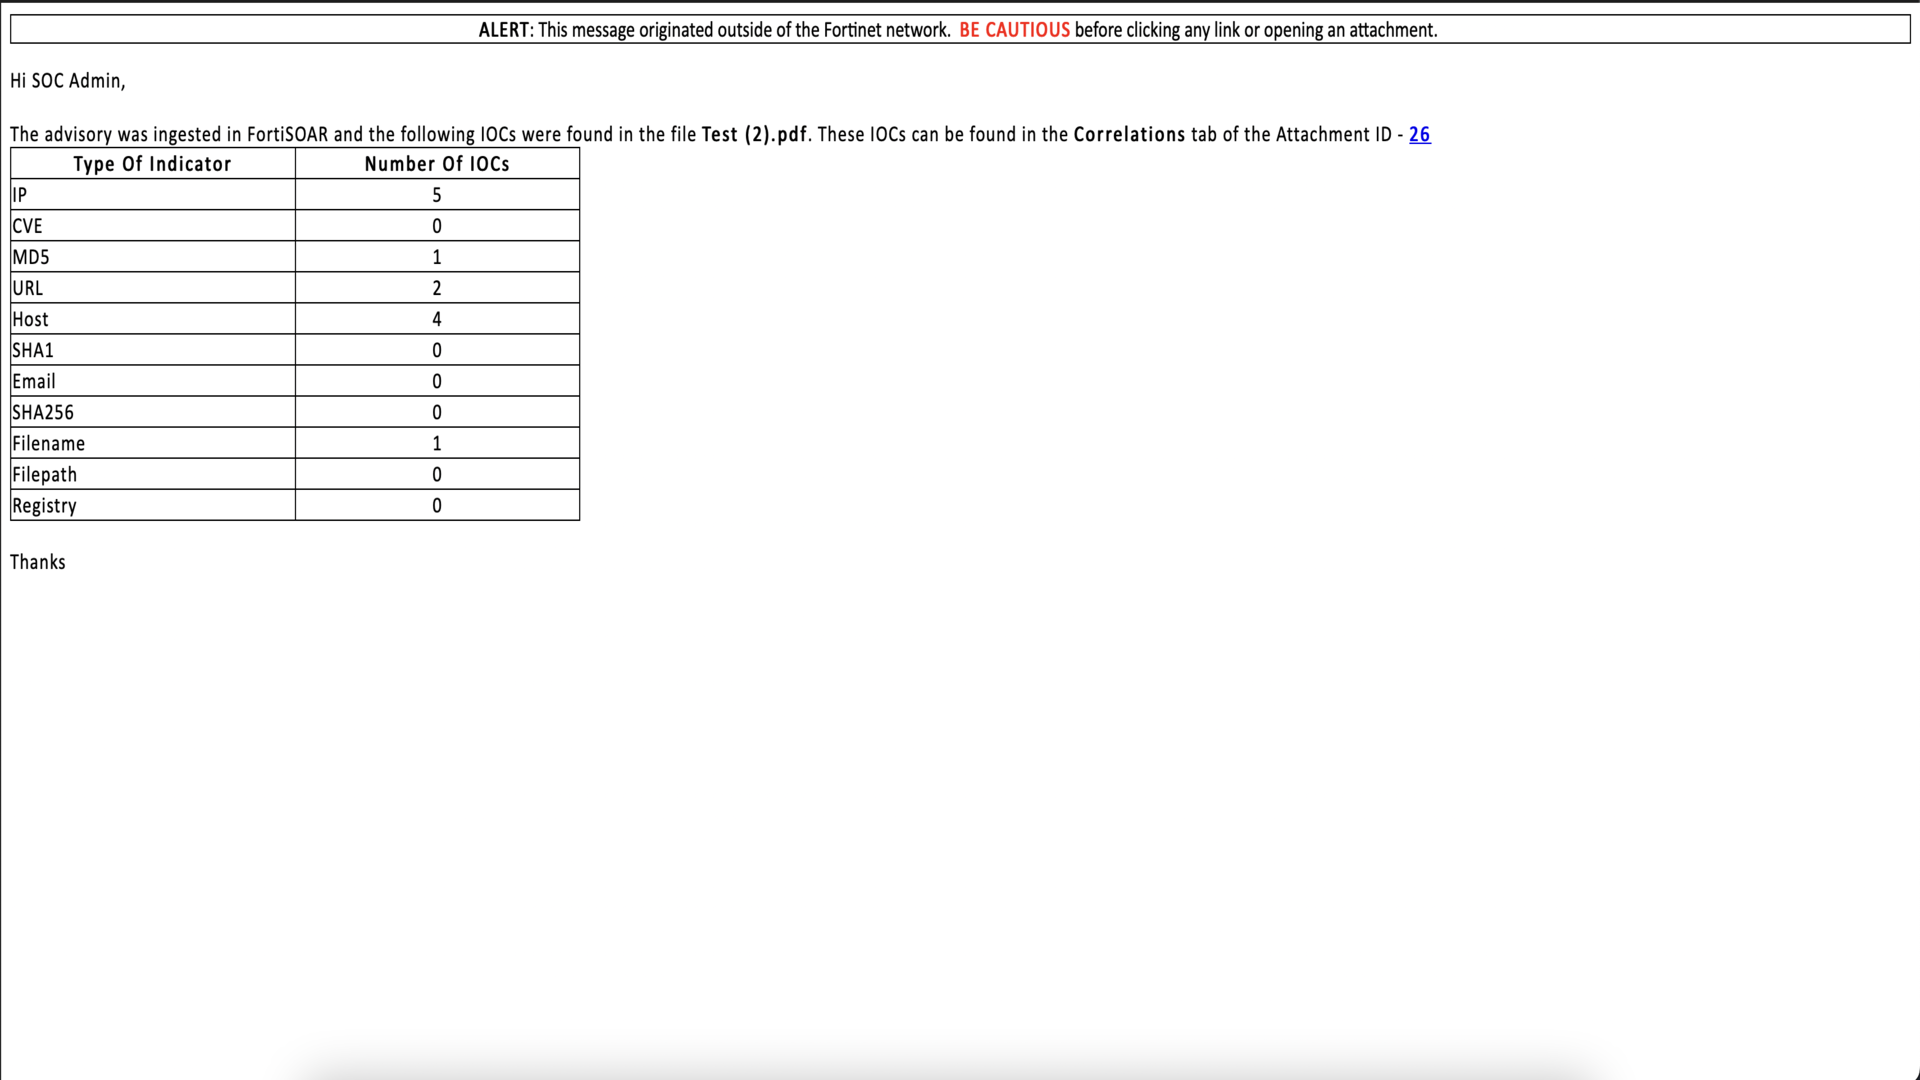 ALERT: This message originated outside of the Fortinet network. BE CAUTIOUS before clicking any link or opening an attachment.
Hi SOC Admin,
The advisory was ingested in FortiSOAR and the following IOCs were found in the file Test (2).pdf. These IOCs can be found in the Correlations tab of the Attachment ID - 26
Type Of Indicator Number Of IOCs
IP 5
CVE 0
MD5 1
URL 2
Host 4
SHA1 0
Email 0
SHA256 0
Filename 1
Filepath 0
Registry 0
Thanks